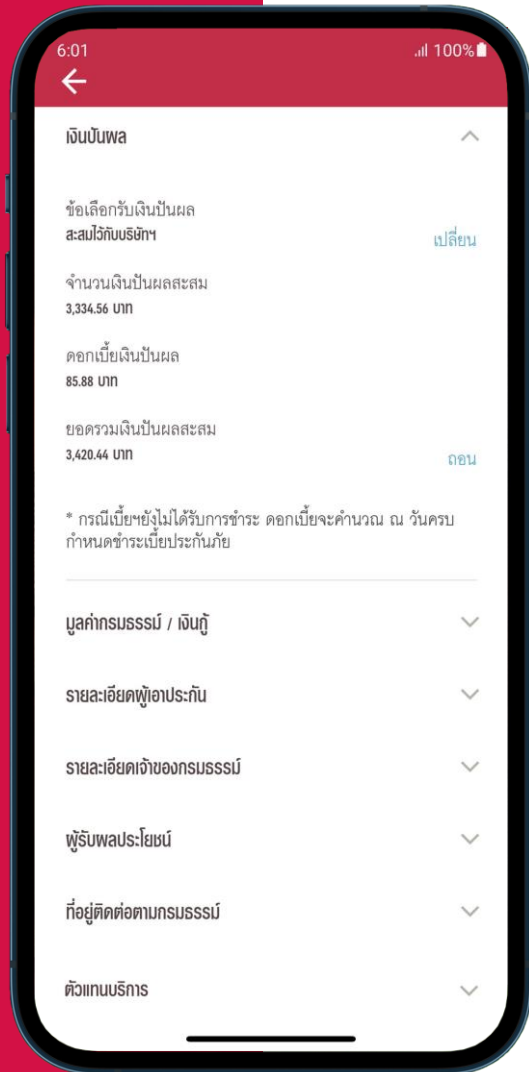 6:01
100%
เงินปันผล
ข้อเลือกรับเงินปันผล
สะสมไว้กับบริษัทฯ
เปลี่ยน
จำนวนเงินปันผลสะสม
3,334.56 บาท
ดอกเบี้ยเงินปันผล
85.88 บาท
ยอดรวมเงินปันผลสะสม
3,420.44 บาท
ถอน
* กรณีเบี้ยฯยังไม่ได้รับการชำระ ดอกเบี้ยจะคำนวณ ณ วันครบ
กำหนดชำระเบี้ยประกันภัย
มูลค่ากรมธรรม์ / เงินกู้
รายละเอียดผู้เอาประกัน
รายละเอียดเจ้าของกรมธรรม์
ผู้รับผลประโยชน์
ที่อยู่ติดต่อตามกรมธรรม์
ตัวแทนบริการ